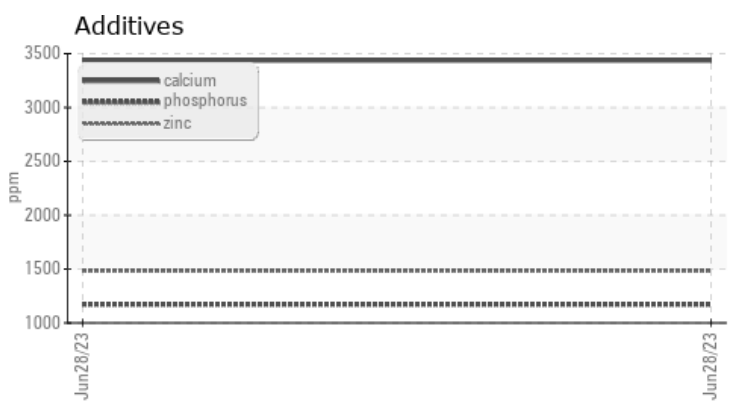 Additives
3500
3000
2500
2000
1500
1000
ppm
calcium
phosphorus
zinc
Jun28/23
Jun28/23